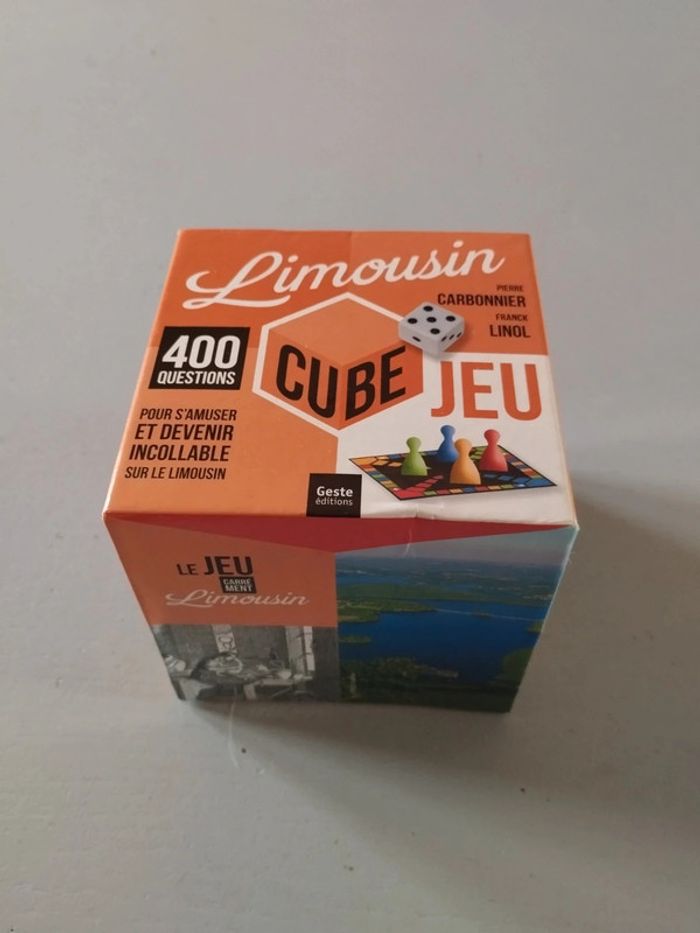 Limousin
PIERRE
CARBONNIER
FRANCK
LINOL
400
QUESTIONS
CUBE
JEU
POUR S'AMUSER
ET DEVENIR
INCOLLABLE
SUR LE LIMOUSIN
Geste
éditions
LE JEU
CARRÉ
MENT
Limousin